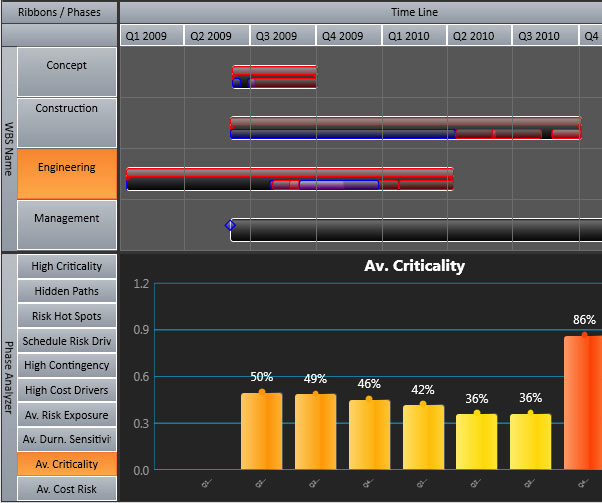 Ribbons / Phases
Time Line
Q1 2009 Q2 2009 Q3 2009 Q4 2009 Q1 2010 Q2 2010 Q3 2010 Q4
WBS Name
Concept
Construction
Engineering
Management
Phase Analyzer
High Criticality
Hidden Paths
Risk Hot Spots
Schedule Risk Driv
High Contingency
High Cost Drivers
Av. Risk Exposure
Av. Durn. Sensitivi
Av. Criticality
Av. Cost Risk
Av. Criticality
1.2
0.9
0.6
0.3
0.0
50% 49% 46% 42% 36% 36% 86%